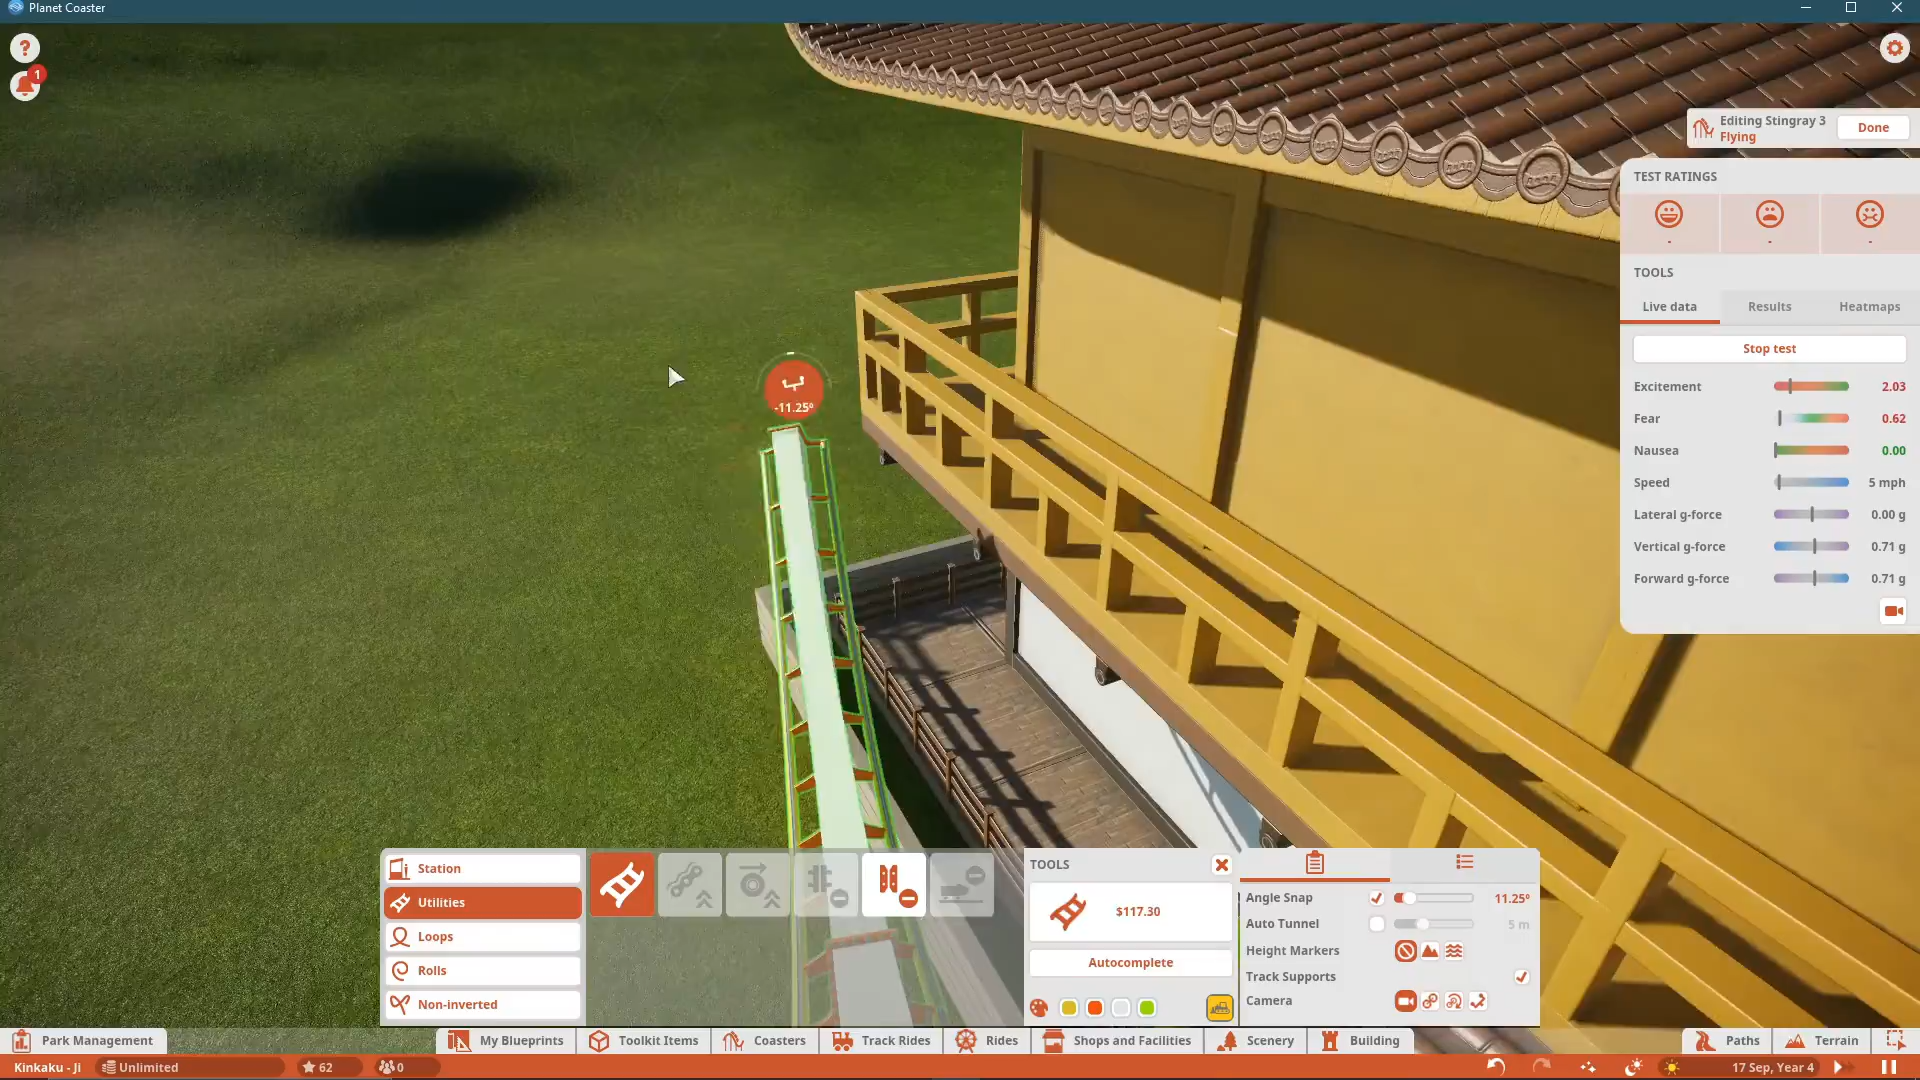 Planet Coaster
?
1
Editing Stingray 3
Flying
Done
TEST RATINGS
- - -
TOOLS
Live data Results Heatmaps
Stop test
Excitement 2.03
Fear 0.62
Nausea 0.00
Speed 5 mph
Lateral g-force 0.00 g
Vertical g-force 0.71 g
Forward g-force 0.71 g
-11.25°
Station
Utilities
Loops
Rolls
Non-inverted
TOOLS
$117.30
Autocomplete
Angle Snap 11.25°
Auto Tunnel 5 m
Height Markers
Track Supports
Camera
Park Management My Blueprints Toolkit Items Coasters Track Rides Rides Shops and Facilities Scenery Building Paths Terrain
Kinkaku - Ji Unlimited 62 0 17 Sep, Year 4